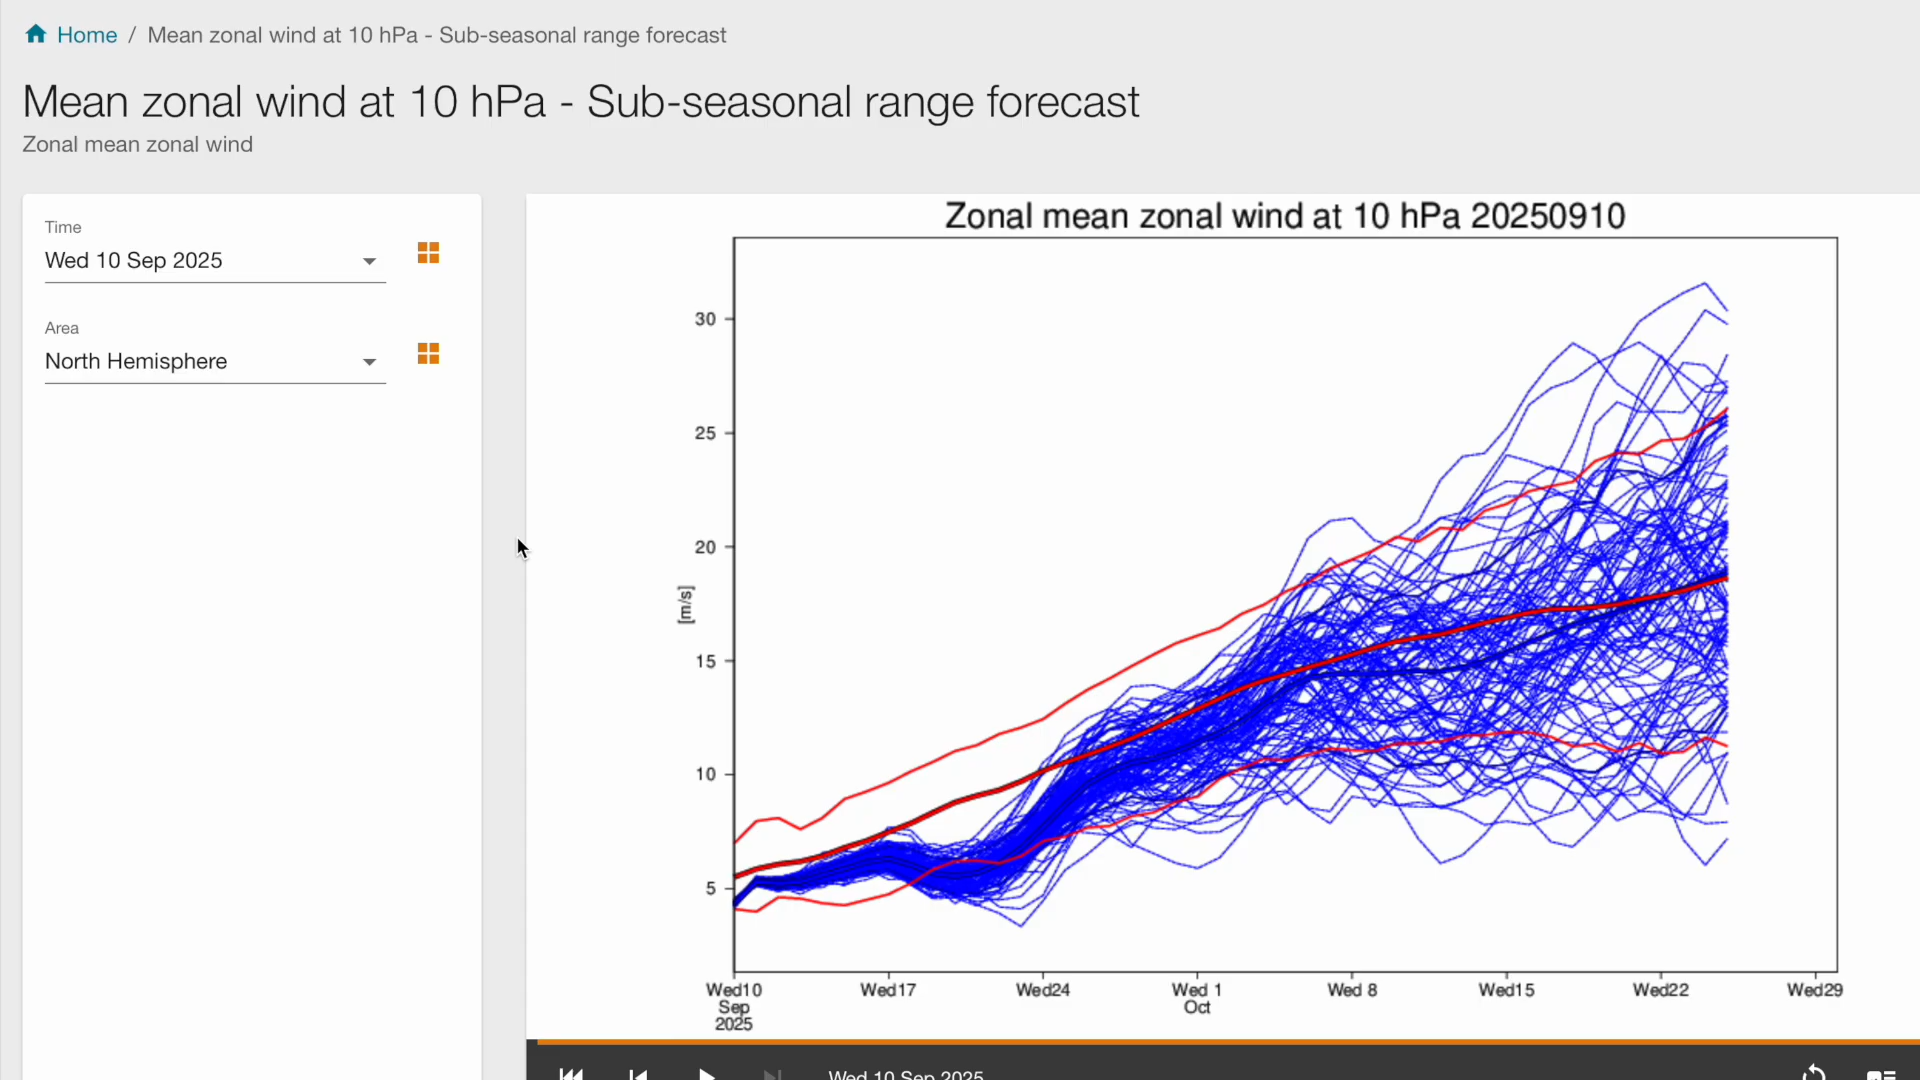 Home / Mean zonal wind at 10 hPa - Sub-seasonal range forecast
Mean zonal wind at 10 hPa - Sub-seasonal range forecast
Zonal mean zonal wind
Time
Wed 10 Sep 2025
Area
North Hemisphere
Zonal mean zonal wind at 10 hPa 20250910
30
25
20
[m/s]
15
10
5
Wed10 Wed17 Wed24 Wed 1 Wed 8 Wed15 Wed22 Wed29
Sep Oct
2025
Wed 10 Sep 2025